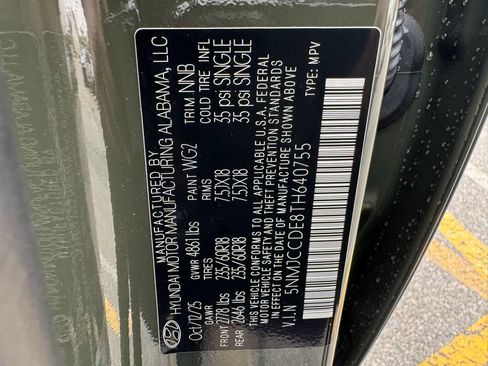 MANUFACTURED BY
HYUNDAI MOTOR MANUFACTURING ALABAMA, LLC
Oct/27/25 GVWR 4861 lbs PAINT WG2 TRIM NNB
GAWR TIRES RIMS COLD TIRE INFL
FRONT 2778 lbs 235/60R18 7.5JX18 35 psi SINGLE
REAR 2646 lbs 235/60R18 7.5JX18 35 psi SINGLE
THIS VEHICLE CONFORMS TO ALL APPLICABLE U.S.A. FEDERAL
MOTOR VEHICLE SAFETY AND THEFT PREVENTION STANDARDS
IN EFFECT ON THE DATE OF MANUFACTURE SHOWN ABOVE
V.I.N: 5NMJCCDE8TH640755 TYPE: MPV